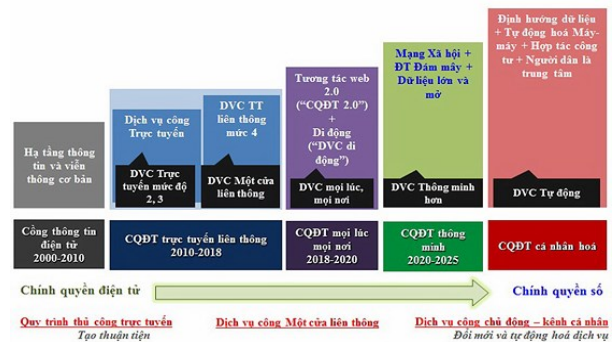 Hạ tầng thông
tin và viễn
thông cơ bản
Dịch vụ công
Trực tuyến
DVC Trực
tuyến mức độ
2, 3
DVC TT
liên thông
mức 4
DVC Một cửa
liên thông
Tương tác web
2.0
(“CQĐT 2.0”)
+
Di động
(“DVC di
động”)
DVC mọi lúc,
mọi nơi
Mạng Xã hội +
ĐT Đám mây +
Dữ liệu lớn và
mở
DVC Thông minh
hơn
Định hướng dữ liệu
+ Tự động hoá Máy-
máy + Hợp tác công
tư + Người dân là
trung tâm
DVC Tự động
Cổng thông tin
điện tử
2000-2010
CQĐT trực tuyến liên thông
2010-2018
CQĐT mọi lúc
mọi nơi
2018-2020
CQĐT thông
minh
2020-2025
CQĐT cá nhân hoá
Chính quyền điện tử
Chính quyền số
Quy trình thủ công trực tuyến
Tạo thuận tiện
Dịch vụ công Một cửa liên thông
Dịch vụ công chủ động – kênh cá nhân
Đổi mới và tự động hoá dịch vụ